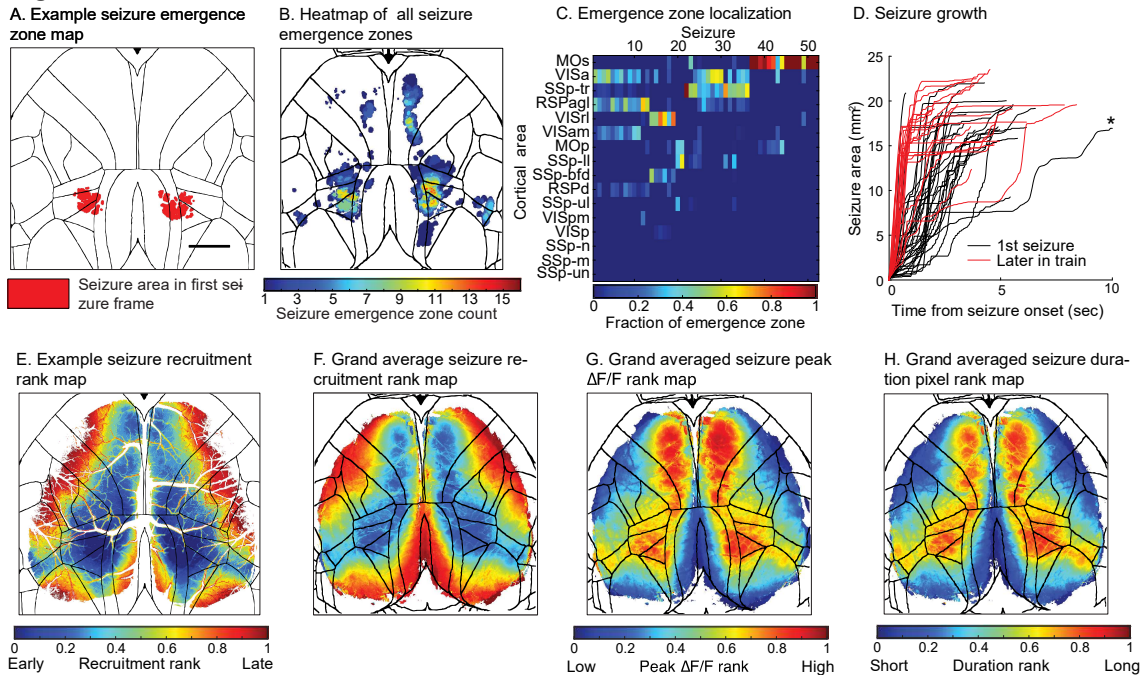 A. Example seizure emergence
zone map
B. Heatmap of all seizure
emergence zones
C. Emergence zone localization
D. Seizure growth
Seizure
10 20 30 40 50
MOs
VISa
SSp-tr
RSPagl
VISrl
VISam
MOp
SSp-ll
SSp-bfd
RSPd
SSp-ul
VISpm
VISp
SSp-n
SSp-m
SSp-un
Cortical area
0 0.2 0.4 0.6 0.8 1
Fraction of emergence zone
Seizure area (mm²)
25
20
15
10
5
0
*
1st seizure
Later in train
5 10
Time from seizure onset (sec)
Seizure area in first sei-
zure frame
1 3 5 7 9 11 13 15
Seizure emergence zone count
E. Example seizure recruitment
rank map
F. Grand average seizure re-
cruitment rank map
G. Grand averaged seizure peak
ΔF/F rank map
H. Grand averaged seizure dura-
tion pixel rank map
0 0.2 0.4 0.6 0.8 1
Early Recruitment rank Late
0 0.2 0.4 0.6 0.8 1
Low Peak ΔF/F rank High
0 0.2 0.4 0.6 0.8 1
Short Duration rank Long